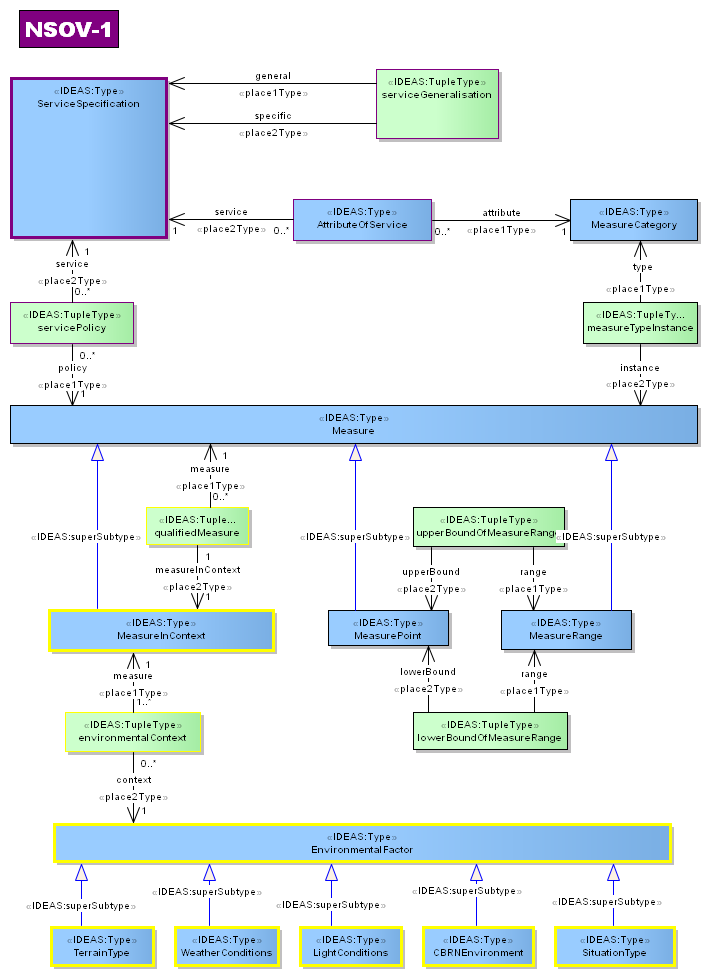 NSOV-1
«IDEAS:Type»
ServiceSpecification
general
«place1Type»
specific
«place2Type»
«IDEAS:TupleType»
serviceGeneralisation
service
«place2Type»
1
0..*
«IDEAS:Type»
AttributeOfService
attribute
«place1Type»
0..*
1
«IDEAS:Type»
MeasureCategory
1
service
«place2Type»
0..*
«IDEAS:TupleType»
servicePolicy
0..*
policy
«place1Type»
1
type
«place1Type»
«IDEAS:TupleTy...
measureTypeInstance
instance
«place2Type»
«IDEAS:Type»
Measure
1
measure
«place1Type»
0..*
«IDEAS:Tuple...
qualifiedMeasure
1
measureInContext
«place2Type»
1
«IDEAS:superSubtype»
«IDEAS:superSubtype»
«IDEAS:superSubtype»
«IDEAS:TupleType»
upperBoundOfMeasureRange
upperBound
«place2Type»
range
«place1Type»
«IDEAS:Type»
MeasureInContext
«IDEAS:Type»
MeasurePoint
«IDEAS:Type»
MeasureRange
1
measure
«place1Type»
1..*
lowerBound
«place2Type»
range
«place1Type»
«IDEAS:TupleType»
environmentalContext
«IDEAS:TupleType»
lowerBoundOfMeasureRange
0..*
context
«place2Type»
1
«IDEAS:Type»
EnvironmentalFactor
«IDEAS:superSubtype»
«IDEAS:superSubtype»
«IDEAS:superSubtype»
«IDEAS:superSubtype»
«IDEAS:superSubtype»
«IDEAS:Type»
TerrainType
«IDEAS:Type»
WeatherConditions
«IDEAS:Type»
LightConditions
«IDEAS:Type»
CBRNEnvironment
«IDEAS:Type»
SituationType